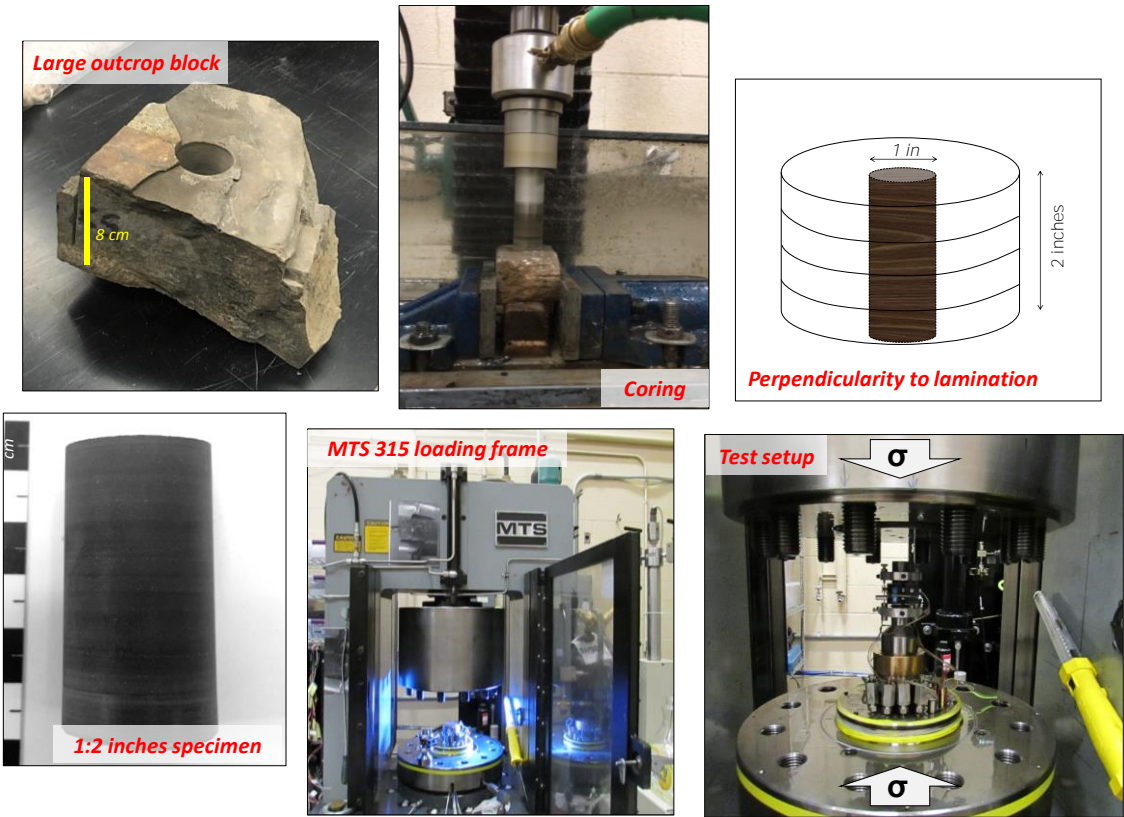 Large outcrop block
8 cm
Coring
1 in
2 inches
Perpendicularity to lamination
cm
1:2 inches specimen
MTS 315 loading frame
MTS
Test setup
σ
σ